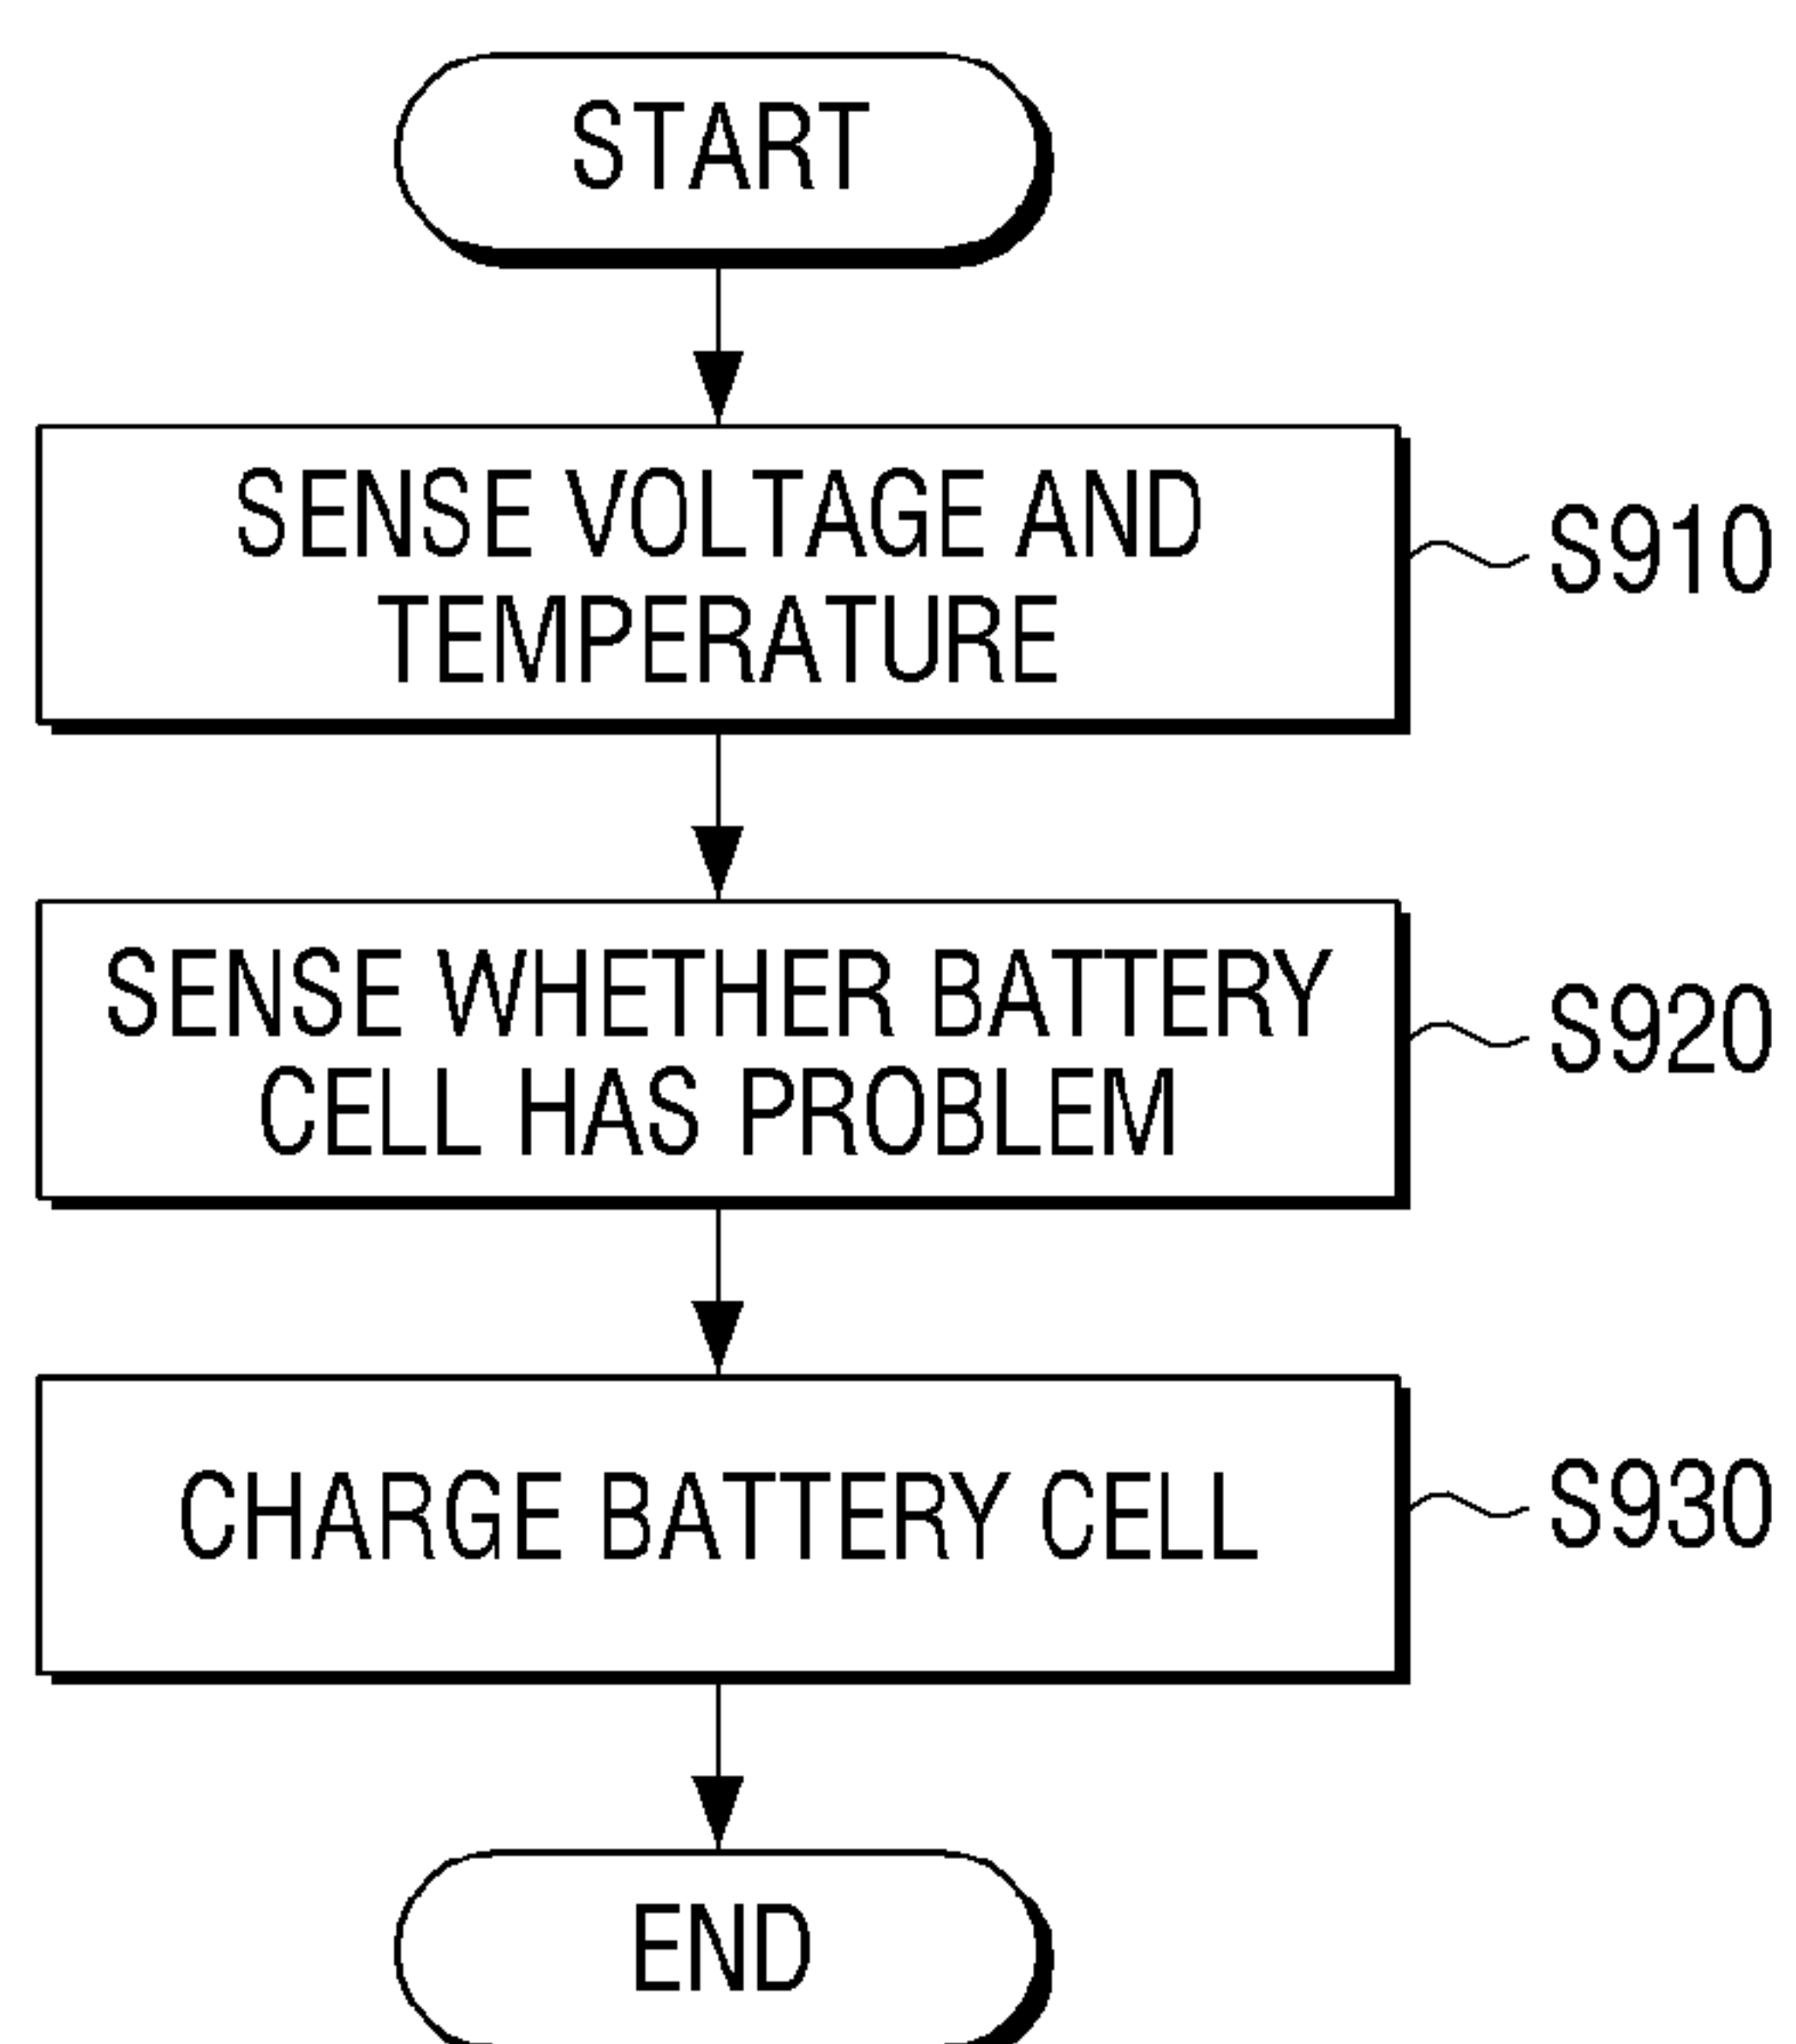 START
SENSE VOLTAGE AND
TEMPERATURE
S910
SENSE WHETHER BATTERY
CELL HAS PROBLEM
S920
CHARGE BATTERY CELL
S930
END